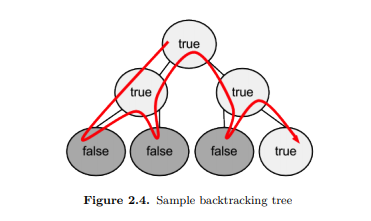 true
true true
false false false true
Figure 2.4. Sample backtracking tree